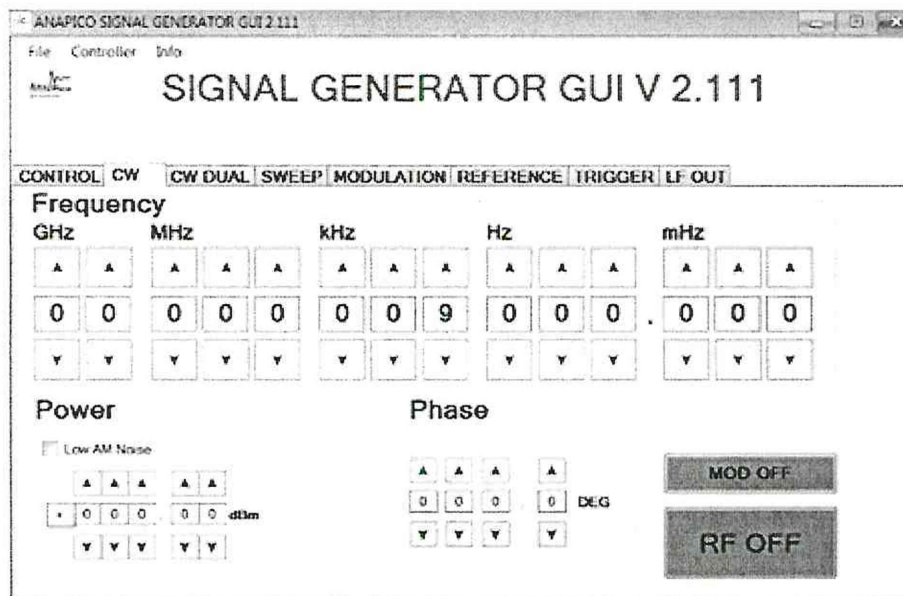 ANAPICO SIGNAL GENERATOR GUI 2.111
File Controller Info
SIGNAL GENERATOR GUI V 2.111
CONTROL CW CW DUAL SWEEP MODULATION REFERENCE TRIGGER LF OUT
Frequency
GHz MHz kHz Hz mHz
0 0 0 0 0 0 0 9 0 0 0 . 0 0 0
Power Phase
Low AM Noise
MOD OFF
0 0 0 . 0 0 dBm 0 0 0 . 0 DEG
RF OFF